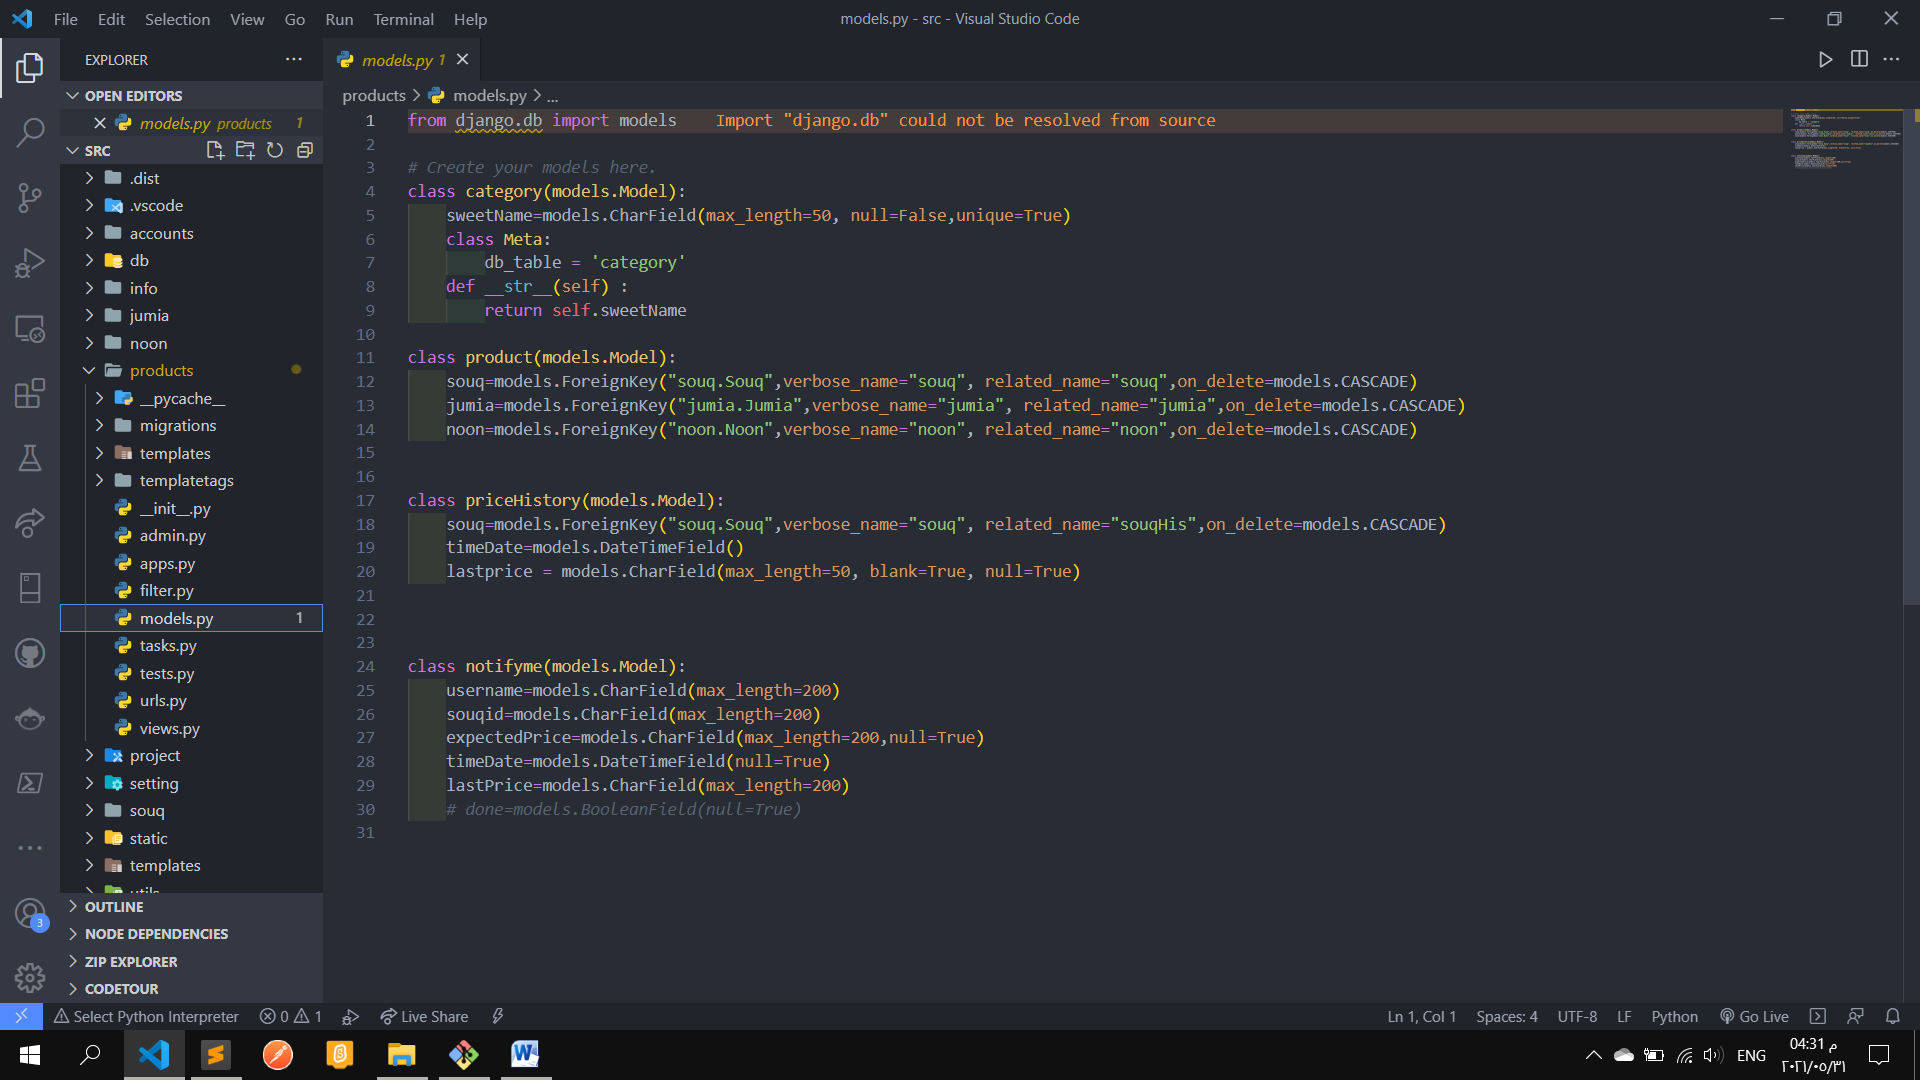 File Edit Selection View Go Run Terminal Help
models.py - src - Visual Studio Code
EXPLORER
OPEN EDITORS
models.py products 1
SRC
.dist
.vscode
accounts
db
info
jumia
noon
products
__pycache__
migrations
templates
templatetags
__init__.py
admin.py
apps.py
filter.py
models.py 1
tasks.py
tests.py
urls.py
views.py
project
setting
souq
static
templates
utils
OUTLINE
NODE DEPENDENCIES
ZIP EXPLORER
CODETOUR
models.py 1
products > models.py > ...
1 from django.db import models    Import "django.db" could not be resolved from source
2
3 # Create your models here.
4 class category(models.Model):
5     sweetName=models.CharField(max_length=50, null=False,unique=True)
6     class Meta:
7         db_table = 'category'
8     def __str__(self) :
9         return self.sweetName
10
11 class product(models.Model):
12     souq=models.ForeignKey("souq.Souq",verbose_name="souq", related_name="souq",on_delete=models.CASCADE)
13     jumia=models.ForeignKey("jumia.Jumia",verbose_name="jumia", related_name="jumia",on_delete=models.CASCADE)
14     noon=models.ForeignKey("noon.Noon",verbose_name="noon", related_name="noon",on_delete=models.CASCADE)
15
16
17 class priceHistory(models.Model):
18     souq=models.ForeignKey("souq.Souq",verbose_name="souq", related_name="souqHis",on_delete=models.CASCADE)
19     timeDate=models.DateTimeField()
20     lastprice = models.CharField(max_length=50, blank=True, null=True)
21
22
23
24 class notifyme(models.Model):
25     username=models.CharField(max_length=200)
26     souqid=models.CharField(max_length=200)
27     expectedPrice=models.CharField(max_length=200,null=True)
28     timeDate=models.DateTimeField(null=True)
29     lastPrice=models.CharField(max_length=200)
30     # done=models.BooleanField(null=True)
31
3
Select Python Interpreter 0 1 Live Share
Ln 1, Col 1 Spaces: 4 UTF-8 LF Python Go Live
ENG
04:31 م
٢٠٢١/٠٥/٣١